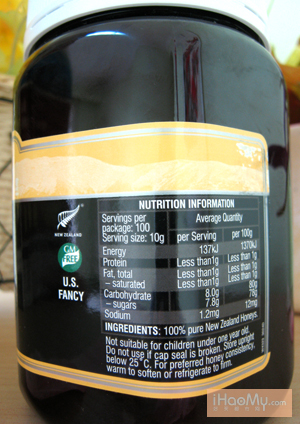 NEW ZEALAND
GM
FREE
U.S.
FANCY
NUTRITION INFORMATION
Servings per package: 100
Serving size: 10g
Average Quantity
per Serving per 100g
Energy 137kJ 1370kJ
Protein Less than1g Less than 1g
Fat, total Less than1g Less than 1g
– saturated Less than1g Less than 1g
Carbohydrate 8.0g 80g
– sugars 7.8g 78g
Sodium 1.2mg 12mg
INGREDIENTS: 100% pure New Zealand Honeys.
Not suitable for children under one year old.
Do not use if cap seal is broken. Store upright
below 25°C. For preferred honey consistency,
warm to soften or refrigerate to firm.
iHaoMy.com